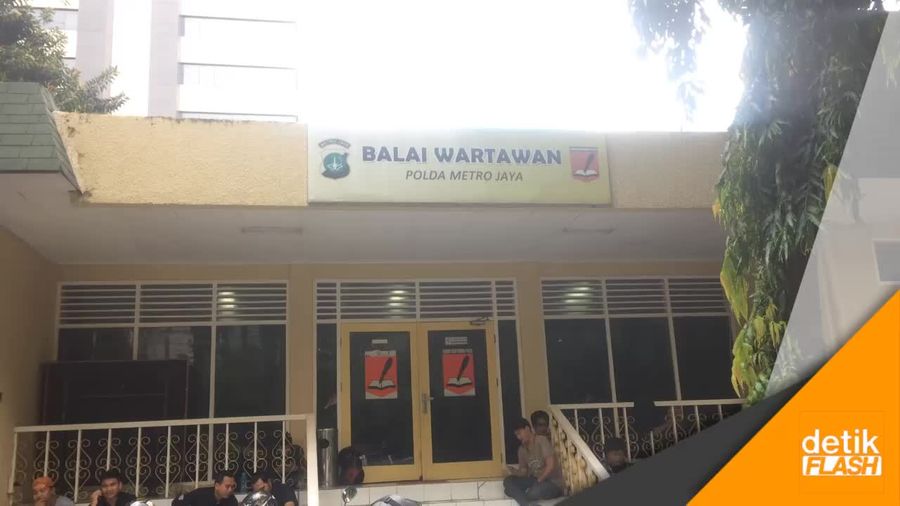 BALAI WARTAWAN
POLDA METRO JAYA
detik
FLASH